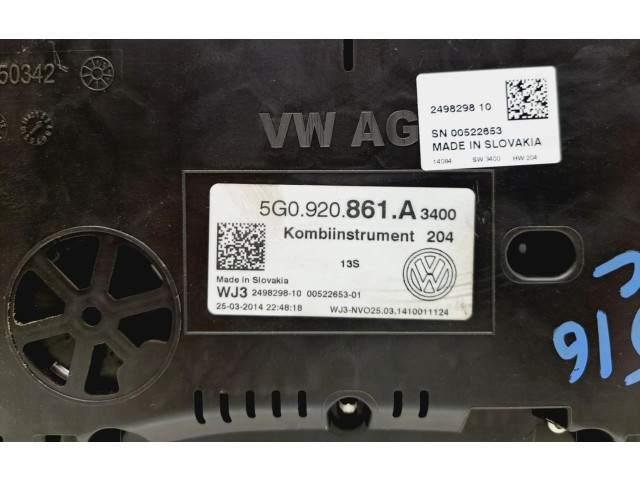 50342
VW AG
2498298 10
SN 00522653
MADE IN SLOVAKIA
14084 SW 3400 HW 204
5G0.920.861.A 3400
Kombiinstrument 204
13S
Made in Slovakia
WJ3 2498298-10 00522653-01
25-03-2014 22:48:18 WJ3-NVO25.03.1410011124
516